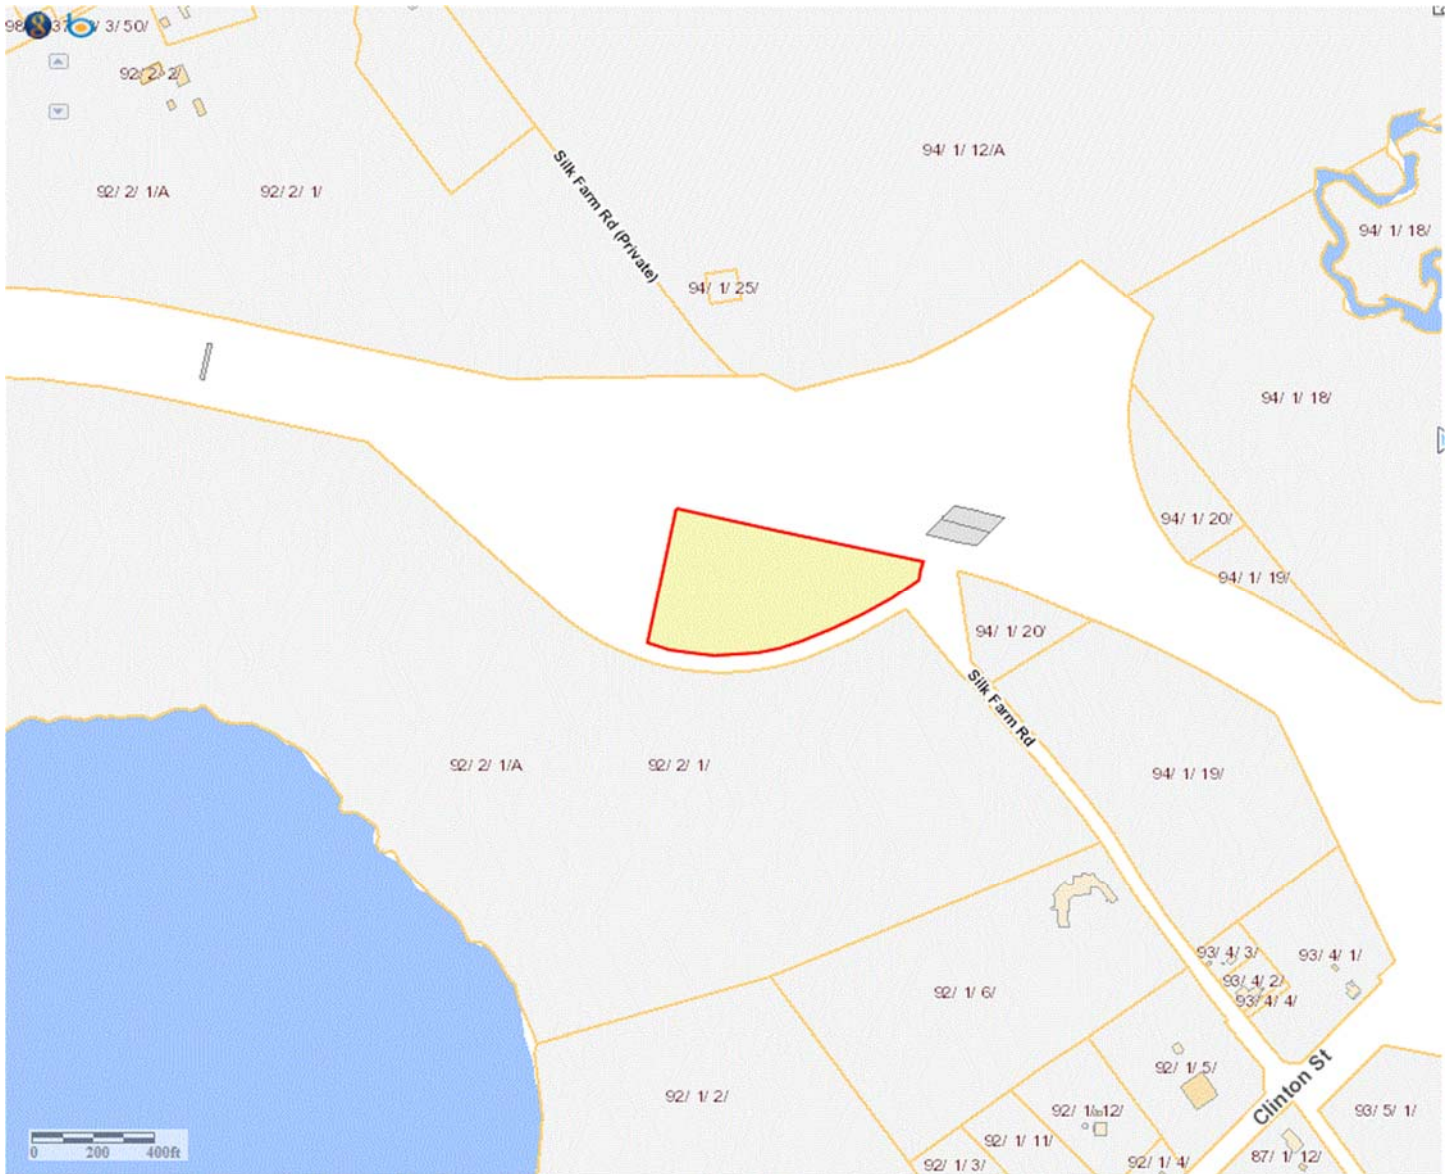 3/ 50/
92/ 2/ 2/
94/ 1/ 12/A
92/ 2/ 1/A
92/ 2/ 1/
Silk Farm Rd (Private)
94/ 1/ 18/
94/ 1/ 25/
94/ 1/ 18/
94/ 1/ 20/
94/ 1/ 19/
94/ 1/ 20/
Silk Farm Rd
92/ 2/ 1/A
92/ 2/ 1/
94/ 1/ 19/
93/ 4/ 3/
93/ 4/ 1/
93/ 4/ 2/
92/ 1/ 6/
93/ 4/ 4/
92/ 1/ 5/
92/ 1/ 2/
Clinton St
92/ 1/ 12/
93/ 5/ 1/
92/ 1/ 11/
0 200 400ft
87/ 1/ 12/
92/ 1/ 3/
92/ 1/ 4/